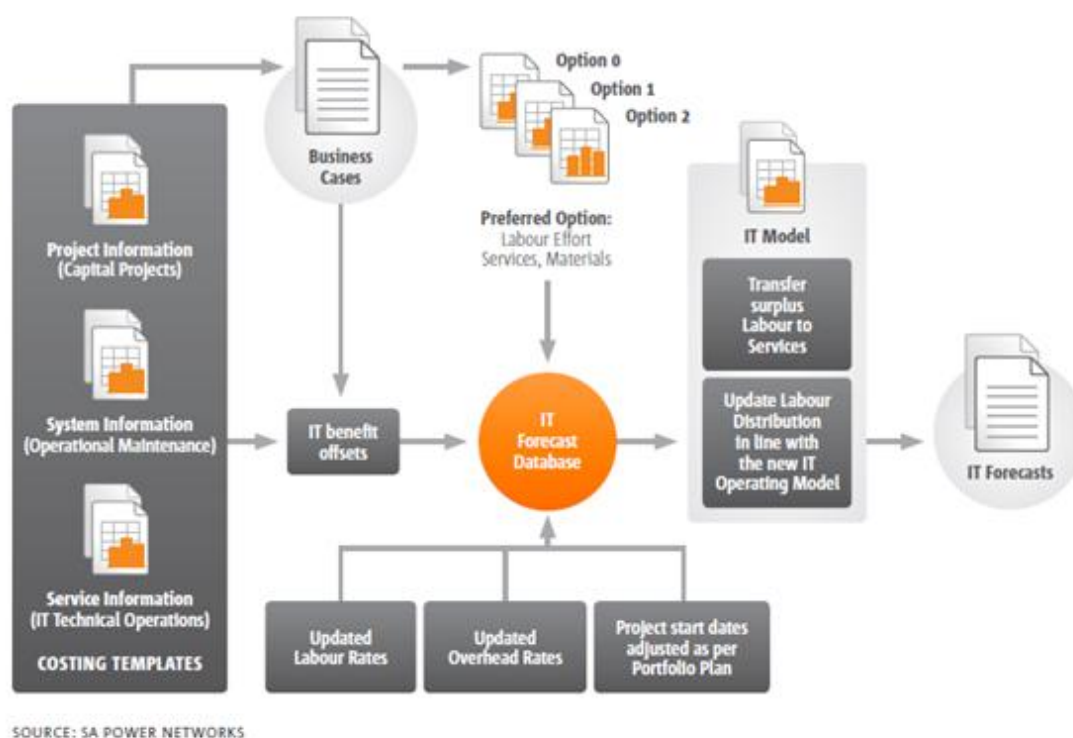 Option 0
Option 1
Option 2
Business
Cases
Project Information
(Capital Projects)
System Information
(Operational Maintenance)
Service Information
(IT Technical Operations)
COSTING TEMPLATES
Preferred Option:
Labour Effort
Services, Materials
IT Model
Transfer
surplus
Labour to
Services
Update Labour
Distribution
in line with
the new IT
Operating Model
IT benefit
offsets
IT
Forecast
Database
IT Forecasts
Updated
Labour Rates
Updated
Overhead Rates
Project start dates
adjusted as per
Portfolio Plan
SOURCE: SA POWER NETWORKS